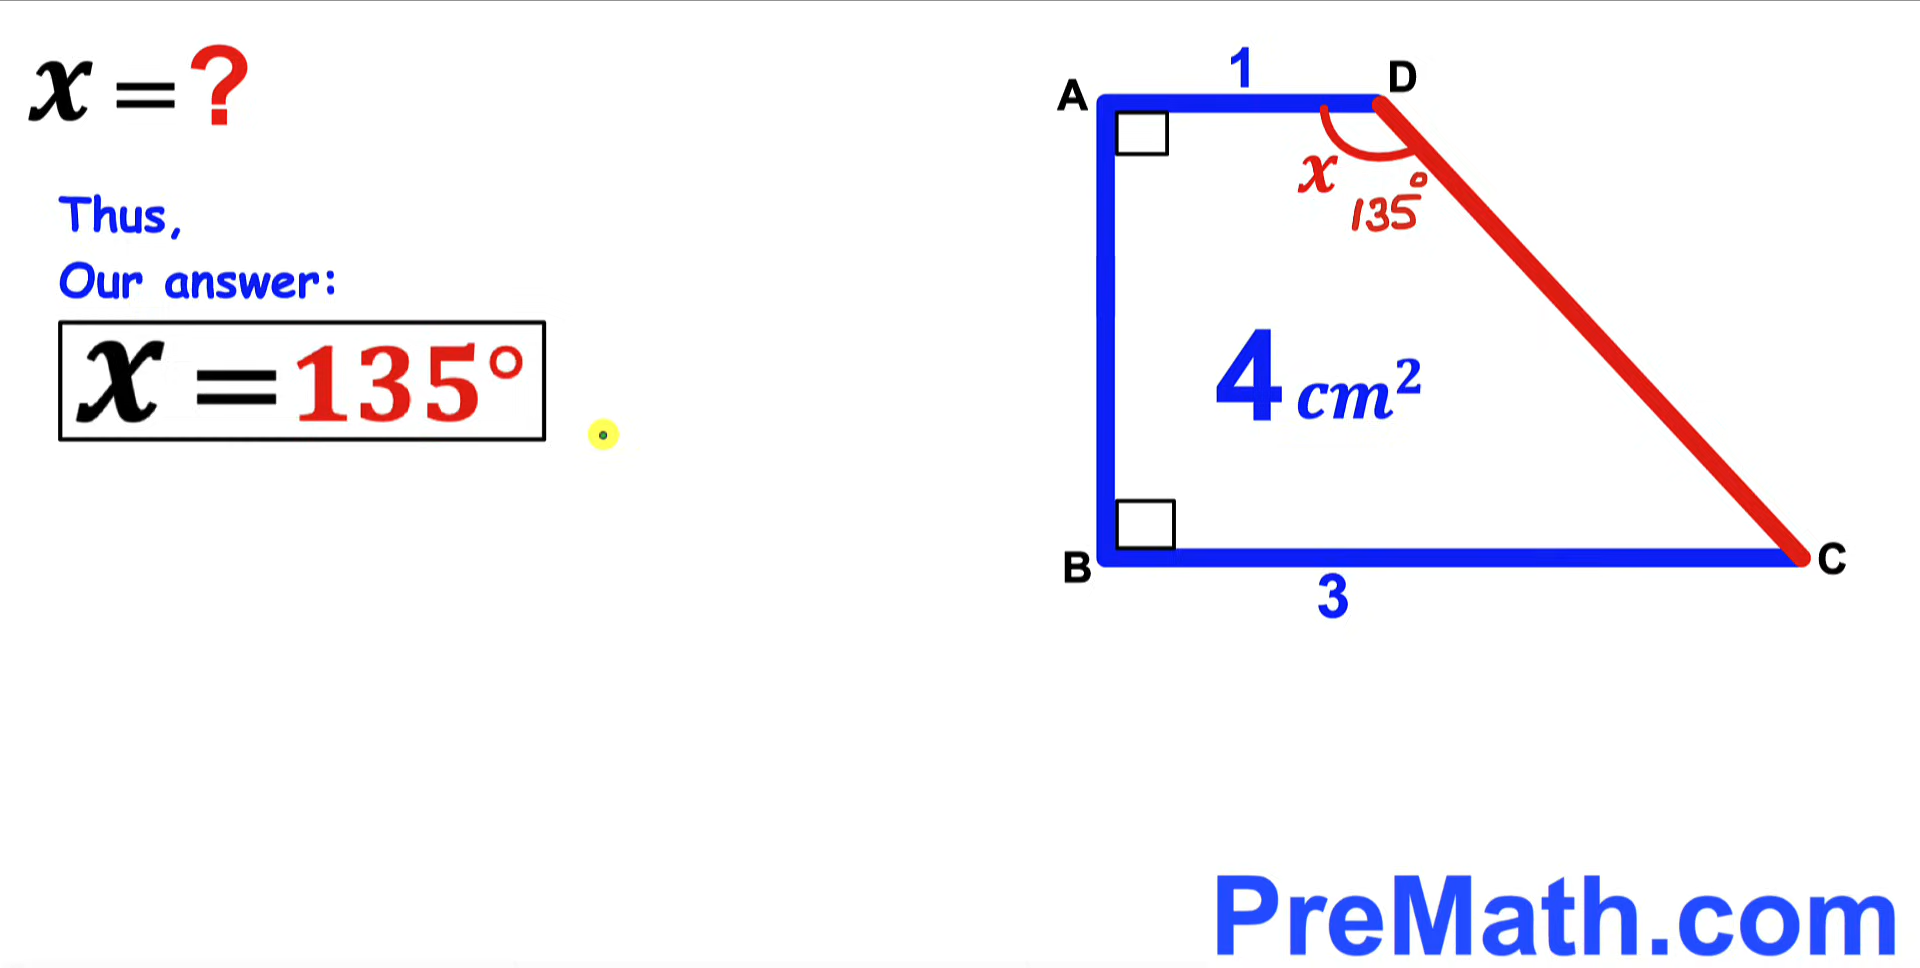 x = ?
Thus,
Our answer:
x = 135°
1
A
D
x
135°
4 cm²
B
C
3
PreMath.com